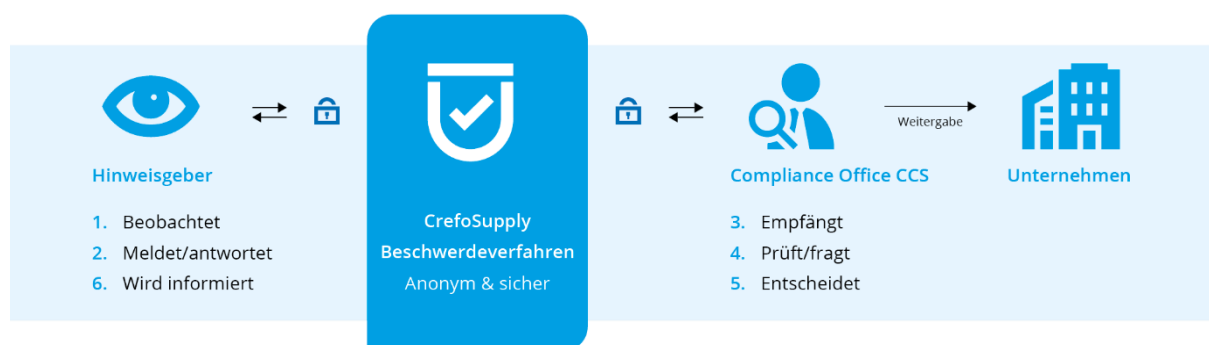 Hinweisgeber
1. Beobachtet
2. Meldet/antwortet
6. Wird informiert
CrefoSupply
Beschwerdeverfahren
Anonym & sicher
Compliance Office CCS
3. Empfängt
4. Prüft/fragt
5. Entscheidet
Weitergabe
Unternehmen